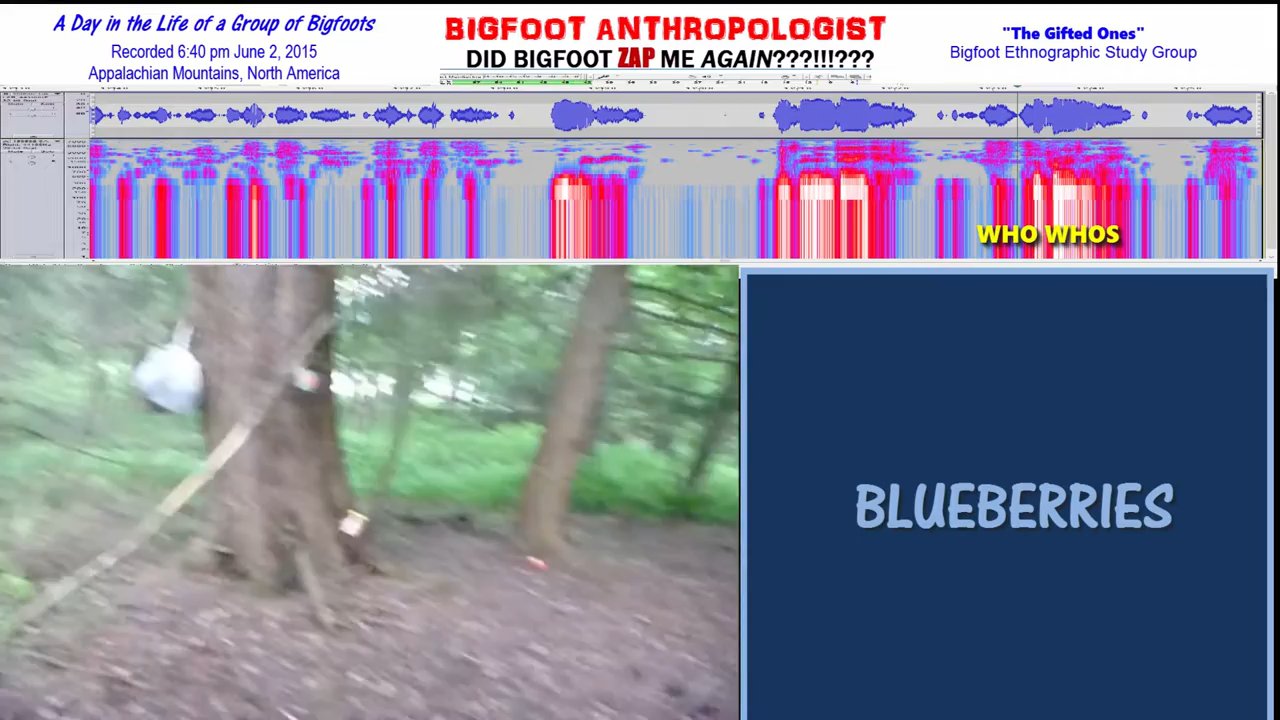 A Day in the Life of a Group of Bigfoots
Recorded 6:40 pm June 2, 2015
Appalachian Mountains, North America
BIGFOOT ANTHROPOLOGIST
DID BIGFOOT ZAP ME AGAIN???!!!???
"The Gifted Ones"
Bigfoot Ethnographic Study Group
WHO WHOS
BLUEBERRIES